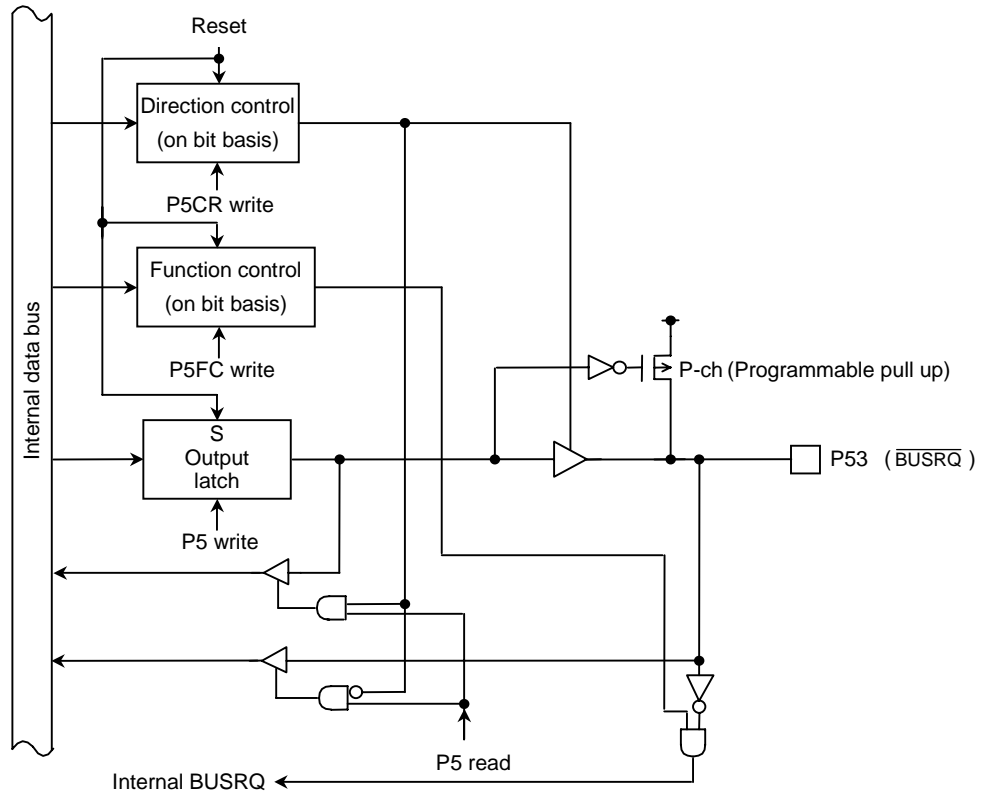 Reset
Direction control
(on bit basis)
P5CR write
Function control
(on bit basis)
P5FC write
Internal data bus
P-ch (Programmable pull up)
S
Output
latch
P53 (BUSRQ)
P5 write
P5 read
Internal BUSRQ